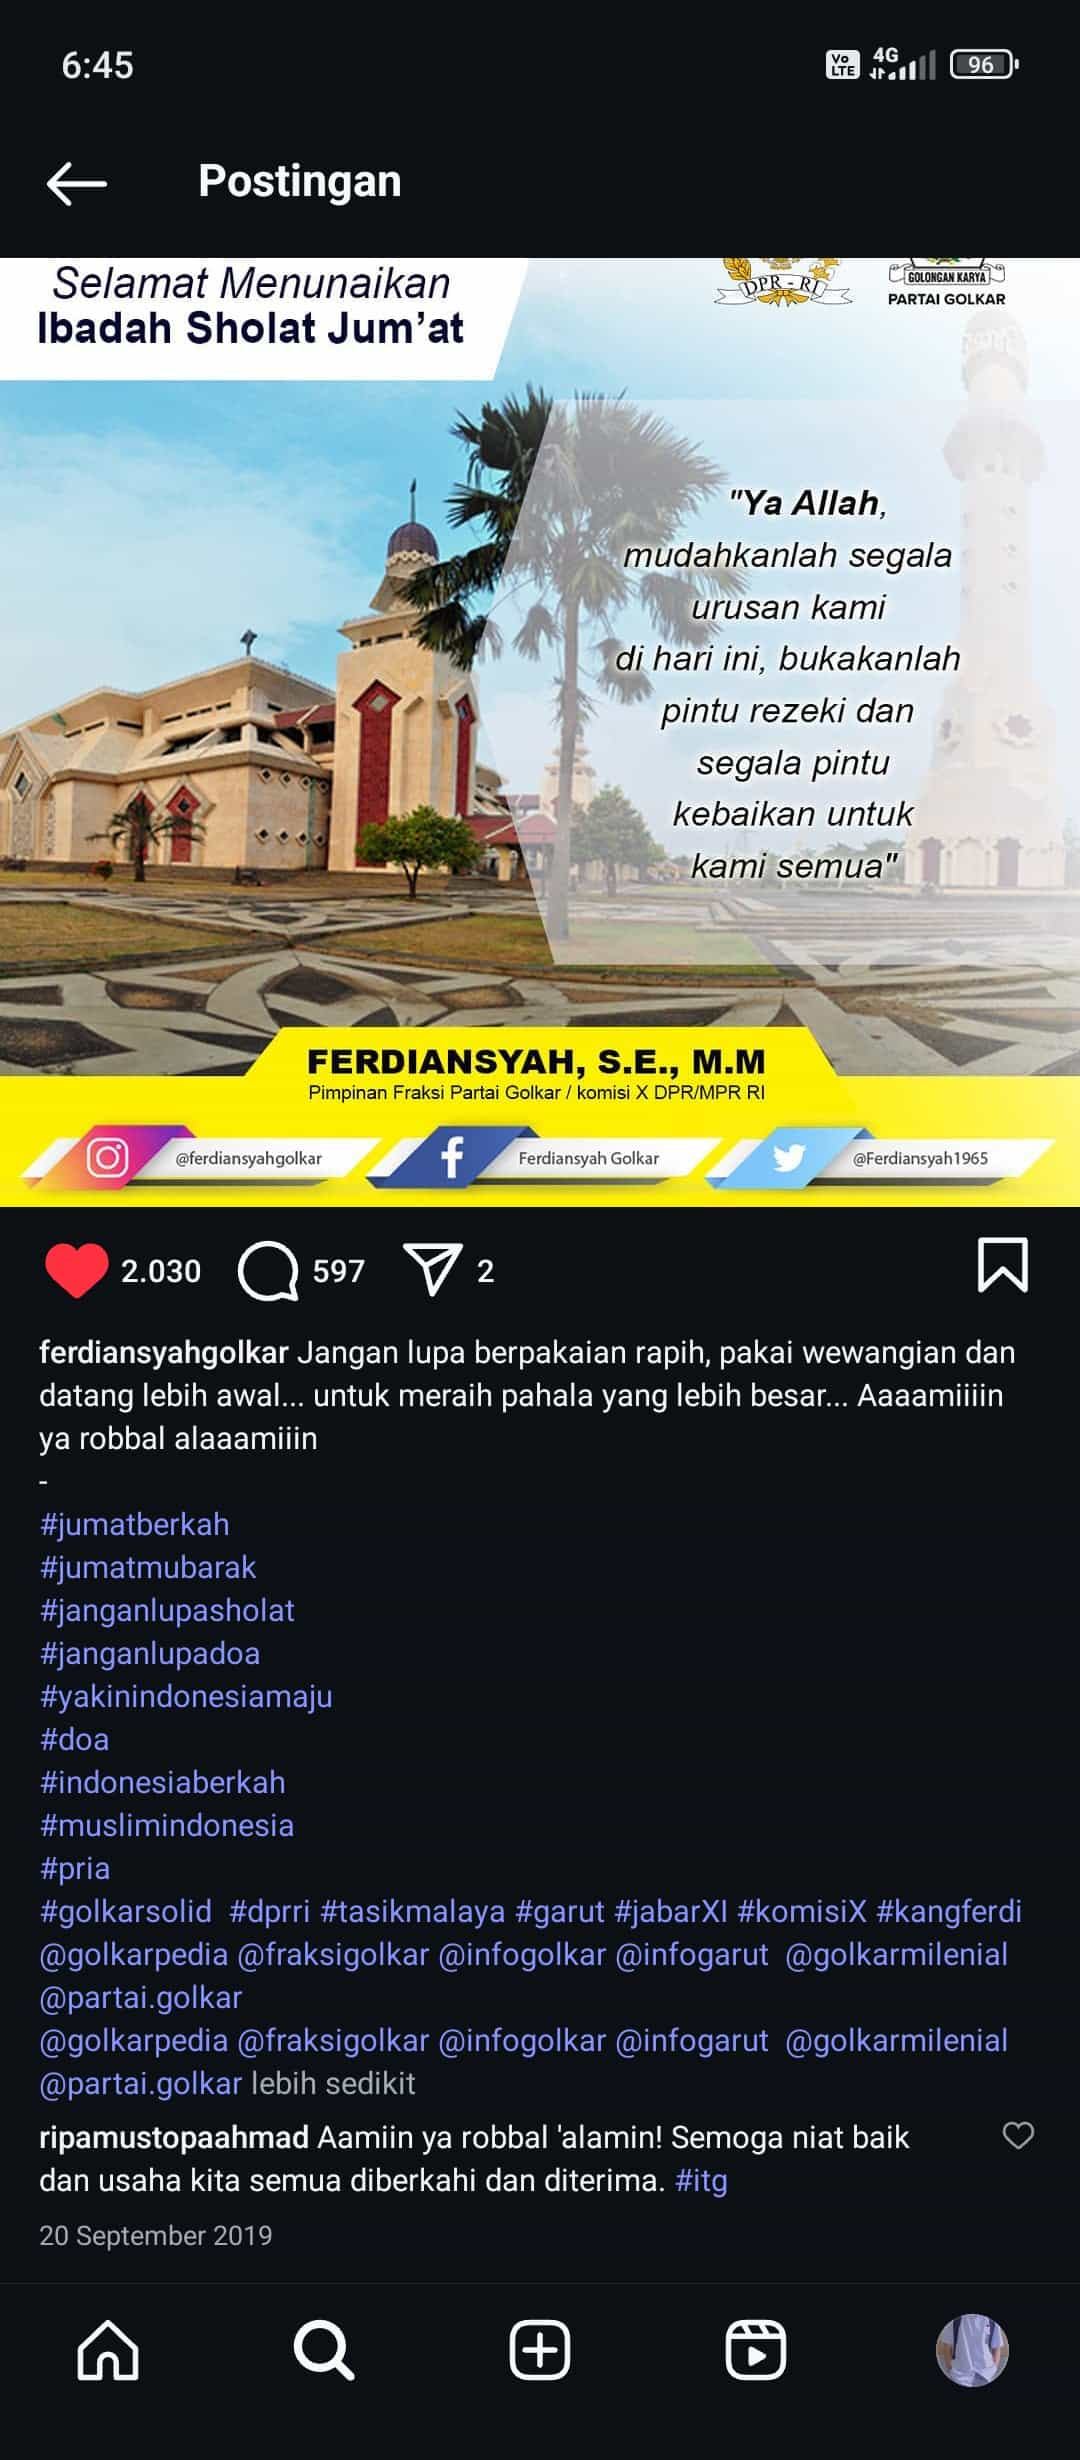 6:45
Vo LTE 4G 96
Postingan
Selamat Menunaikan
Ibadah Sholat Jum’at
DPR - RI
GOLONGAN KARYA
PARTAI GOLKAR
"Ya Allah,
mudahkanlah segala
urusan kami
di hari ini, bukakanlah
pintu rezeki dan
segala pintu
kebaikan untuk
kami semua"
FERDIANSYAH, S.E., M.M
Pimpinan Fraksi Partai Golkar / komisi X DPR/MPR RI
@ferdiansyahgolkar Ferdiansyah Golkar @Ferdiansyah1965
2.030 597 2
ferdiansyahgolkar Jangan lupa berpakaian rapih, pakai wewangian dan
datang lebih awal... untuk meraih pahala yang lebih besar... Aaaamiiiin
ya robbal alaaamiiin
-
#jumatberkah
#jumatmubarak
#janganlupasholat
#janganlupadoa
#yakinindonesiamaju
#doa
#indonesiaberkah
#muslimindonesia
#pria
#golkarsolid #dprri #tasikmalaya #garut #jabarXI #komisiX #kangferdi
@golkarpedia @fraksigolkar @infogolkar @infogarut @golkarmilenial
@partai.golkar
@golkarpedia @fraksigolkar @infogolkar @infogarut @golkarmilenial
@partai.golkar lebih sedikit
ripamustopaahmad Aamiin ya robbal 'alamin! Semoga niat baik
dan usaha kita semua diberkahi dan diterima. #itg
20 September 2019